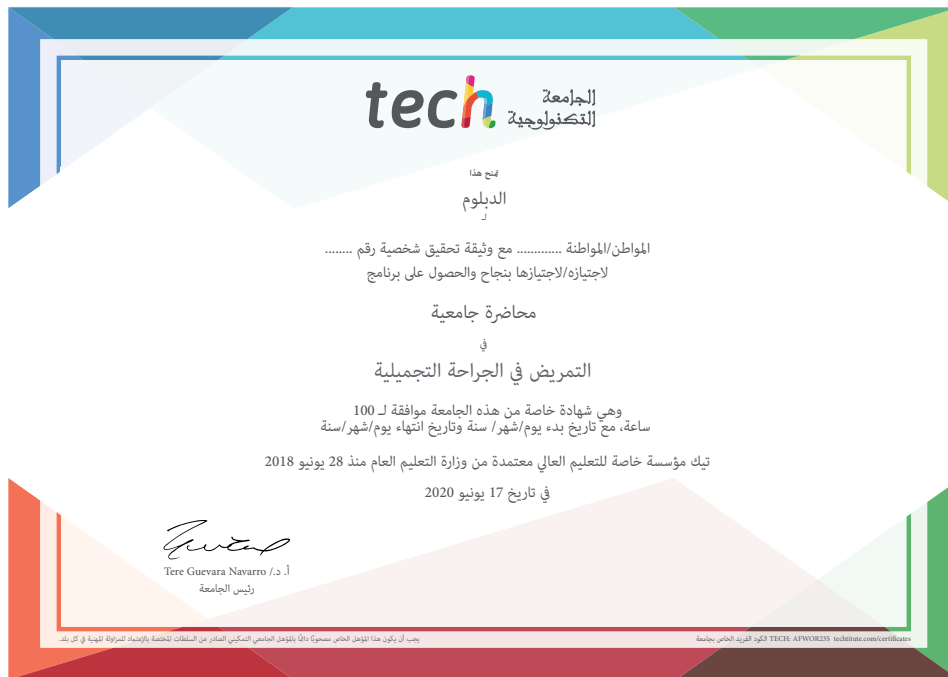 tech الجامعة
التكنولوجية
يمنح هذا
الدبلوم
لـ
المواطن/المواطنة ............. مع وثيقة تحقيق شخصية رقم ........
لاجتيازه/لاجتيازها بنجاح والحصول على برنامج
محاضرة جامعية
في
التمريض في الجراحة التجميلية
وهي شهادة خاصة من هذه الجامعة موافقة لـ 100
ساعة، مع تاريخ بدء يوم/شهر/ سنة وتاريخ انتهاء يوم/شهر/سنة
تيك مؤسسة خاصة للتعليم العالي معتمدة من وزارة التعليم العام منذ 28 يونيو 2018
في تاريخ 17 يونيو 2020
أ. د./ Tere Guevara Navarro
رئيس الجامعة
يجب أن يكون هذا المؤهل الخاص مصحوبًا دائمًا بالمؤهل الجامعي التمكيني الصادر عن السلطات المختصة بالإعتماد للمزاولة المهنية في كل بلد.
الكود الفريد الخاص بجامعة TECH: AFWOR23S techtitute.com/certificates